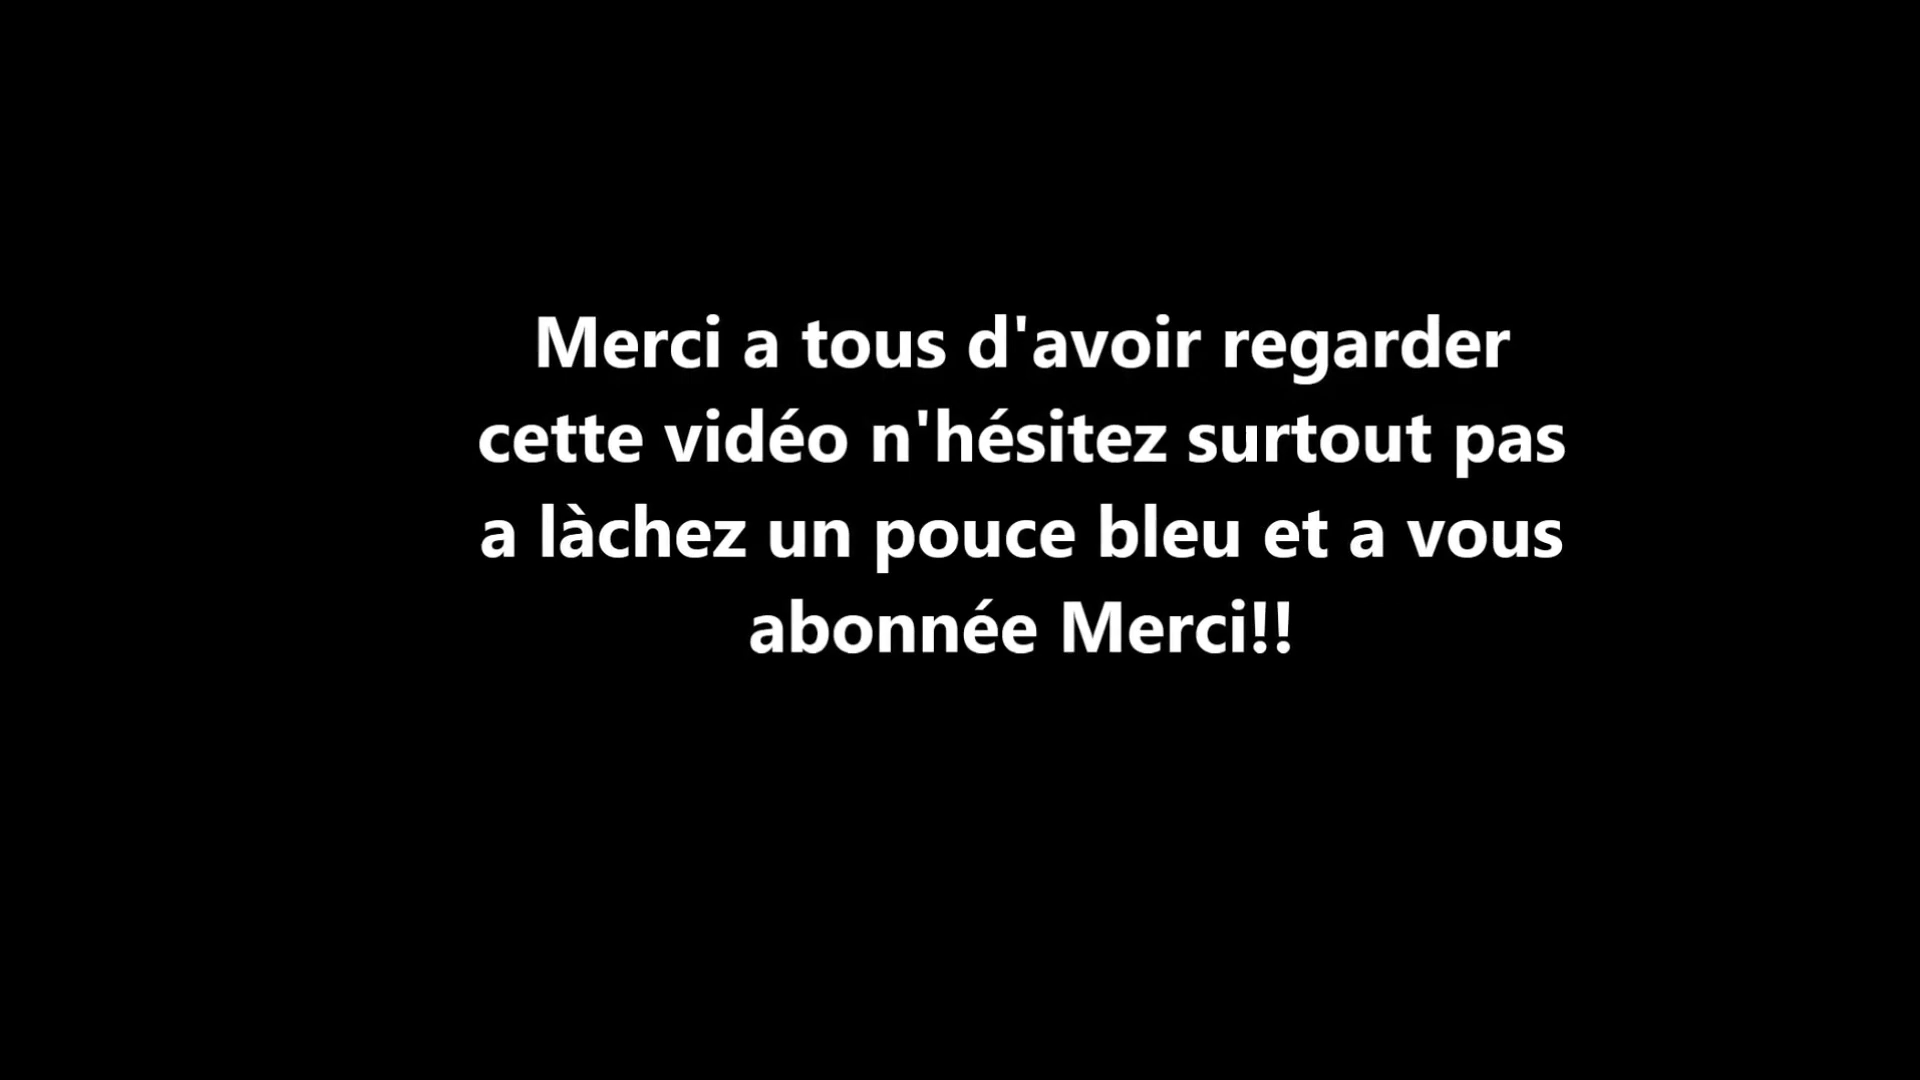 Merci a tous d'avoir regarder
cette vidéo n'hésitez surtout pas
a làchez un pouce bleu et a vous
abonnée Merci!!